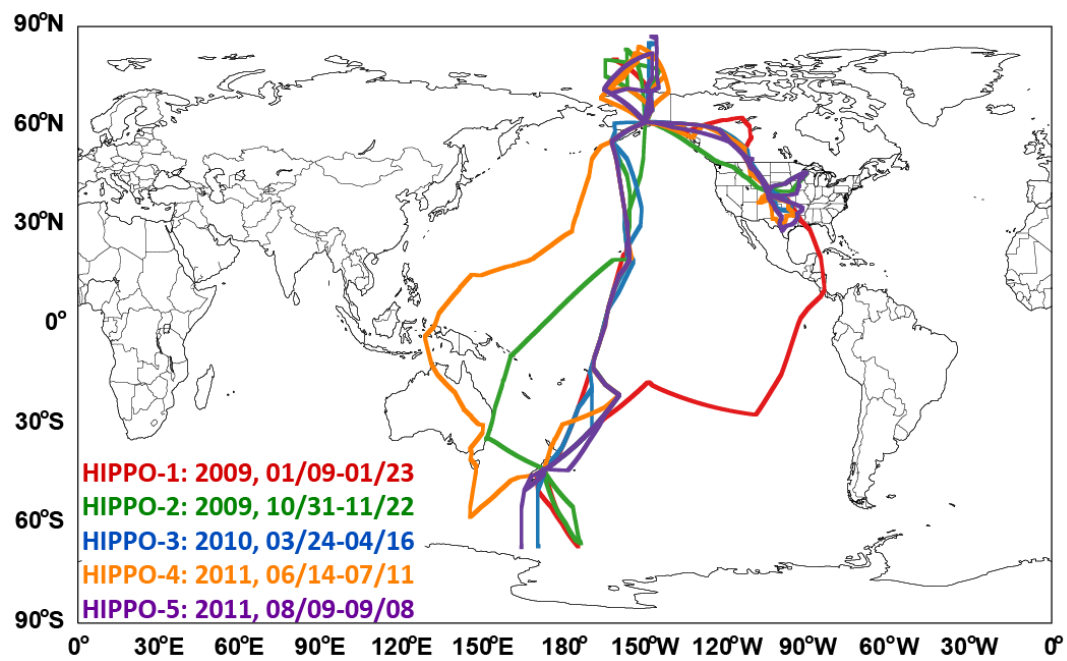 90°N
60°N
30°N
0°
30°S
60°S
90°S
HIPPO-1: 2009, 01/09-01/23
HIPPO-2: 2009, 10/31-11/22
HIPPO-3: 2010, 03/24-04/16
HIPPO-4: 2011, 06/14-07/11
HIPPO-5: 2011, 08/09-09/08
0° 30°E 60°E 90°E 120°E 150°E 180° 150°W 120°W 90°W 60°W 30°W 0°